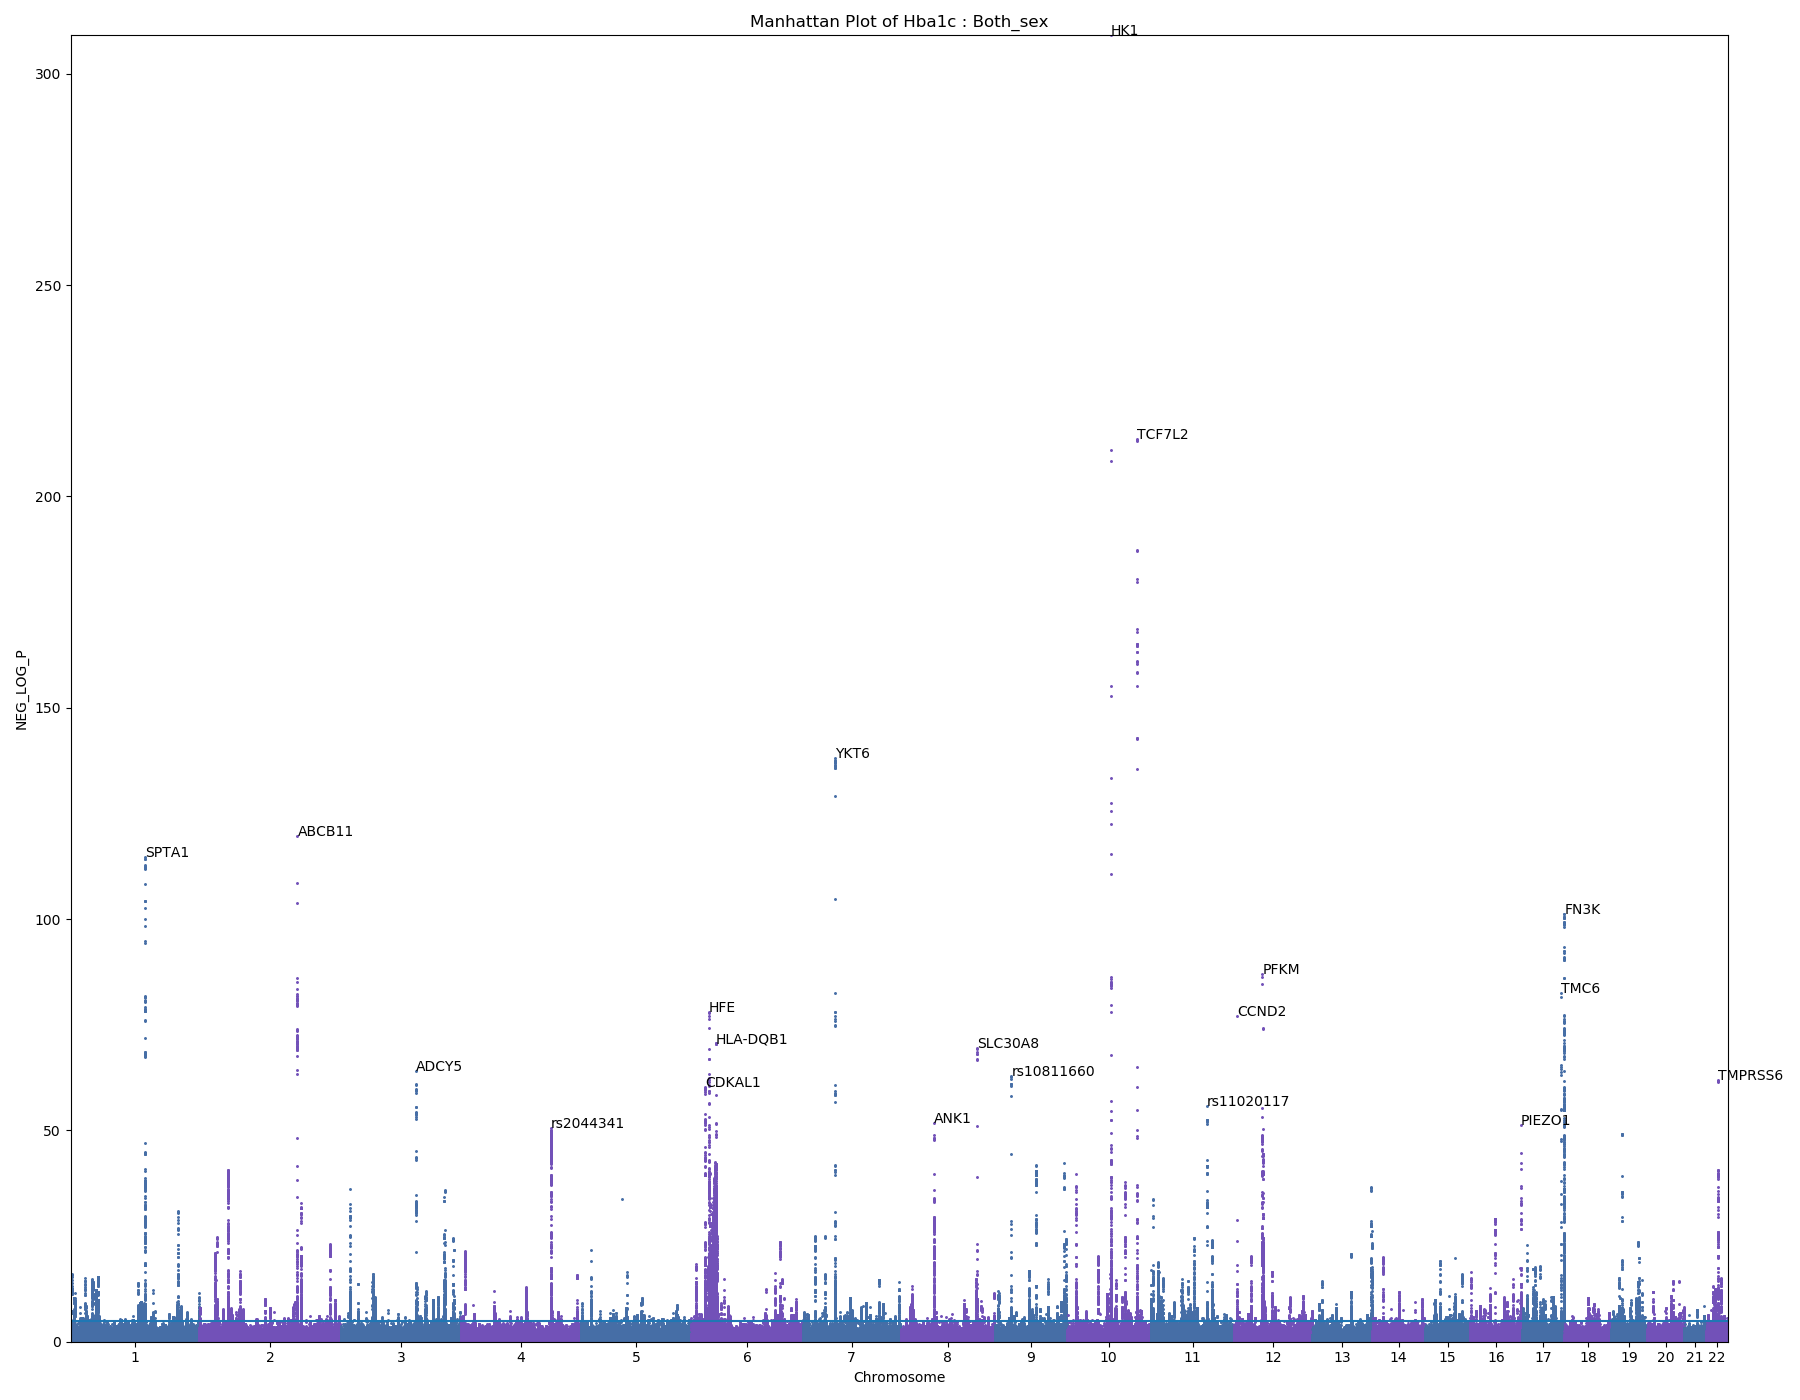 Manhattan Plot of Hba1c : Both_sex
HK1
300
250
TCF7L2
200
NEG_LOG_P
150
YKT6
ABCB11
SPTA1
100
FN3K
PFKM
TMC6
HFE
CCND2
HLA-DQB1
SLC30A8
ADCY5
rs10811660
TMPRSS6
CDKAL1
rs11020117
50
rs2044341
ANK1
PIEZO1
0
1 2 3 4 5 6 7 8 9 10 11 12 13 14 15 16 17 18 19 20 21 22
Chromosome